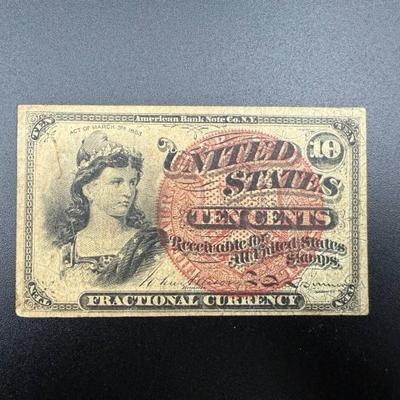 American Bank Note Co. N.Y.
TEN
ACT OF MARCH 3RD 1863.
10
UNITED
STATES
TEN CENTS
Receivable for
All United States
Stamps.
FRACTIONAL CURRENCY